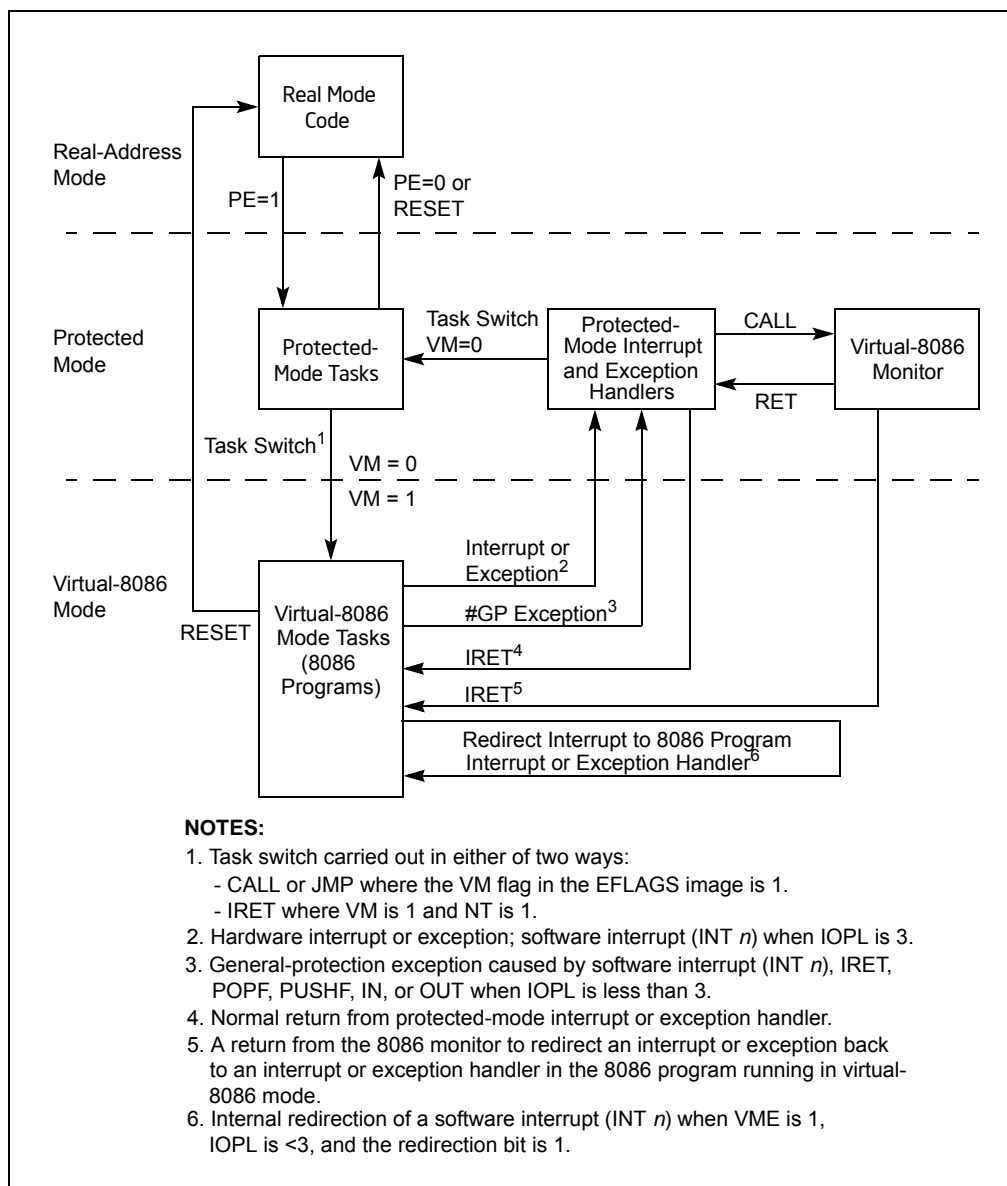 Real Mode
Code
Real-Address
Mode
PE=1
PE=0 or
RESET
Protected
Mode
Protected-
Mode Tasks
Task Switch
VM=0
Protected-
Mode Interrupt
and Exception
Handlers
CALL
RET
Virtual-8086
Monitor
Task Switch1
VM = 0
VM = 1
Virtual-8086
Mode
RESET
Virtual-8086
Mode Tasks
(8086
Programs)
Interrupt or
Exception2
#GP Exception3
IRET4
IRET5
Redirect Interrupt to 8086 Program
Interrupt or Exception Handler6
NOTES:
1. Task switch carried out in either of two ways:
- CALL or JMP where the VM flag in the EFLAGS image is 1.
- IRET where VM is 1 and NT is 1.
2. Hardware interrupt or exception; software interrupt (INT n) when IOPL is 3.
3. General-protection exception caused by software interrupt (INT n), IRET,
POPF, PUSHF, IN, or OUT when IOPL is less than 3.
4. Normal return from protected-mode interrupt or exception handler.
5. A return from the 8086 monitor to redirect an interrupt or exception back
to an interrupt or exception handler in the 8086 program running in virtual-
8086 mode.
6. Internal redirection of a software interrupt (INT n) when VME is 1,
IOPL is <3, and the redirection bit is 1.